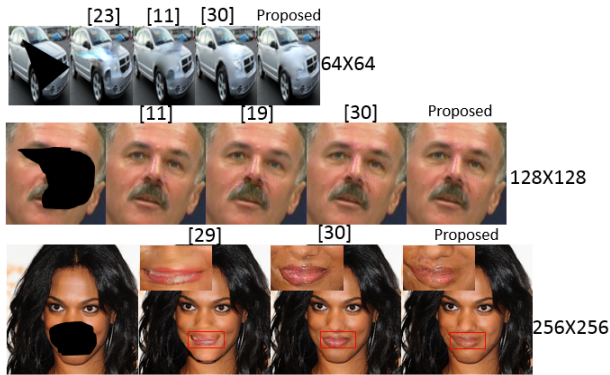 [23] [11] [30] Proposed
64X64
[11] [19] [30] Proposed
128X128
[29] [30] Proposed
256X256